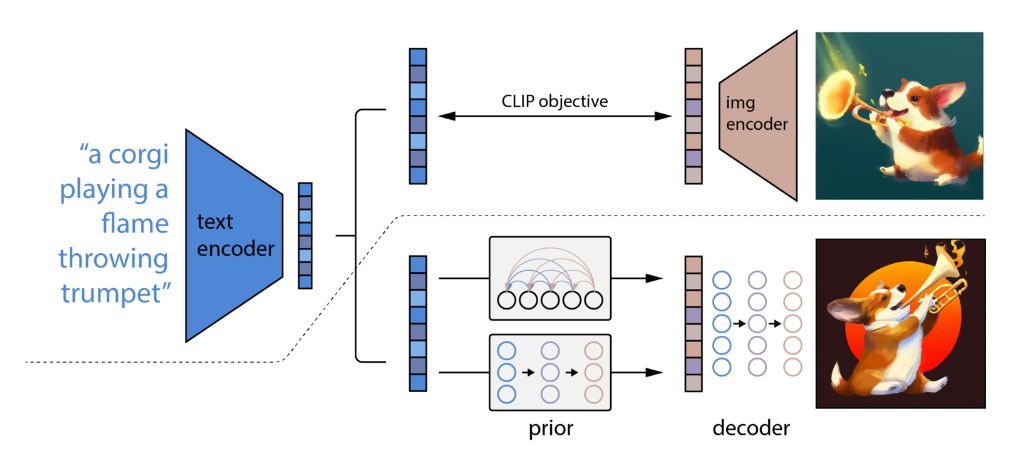 “a corgi
playing a
flame
throwing
trumpet”
text
encoder
CLIP objective
img
encoder
prior
decoder